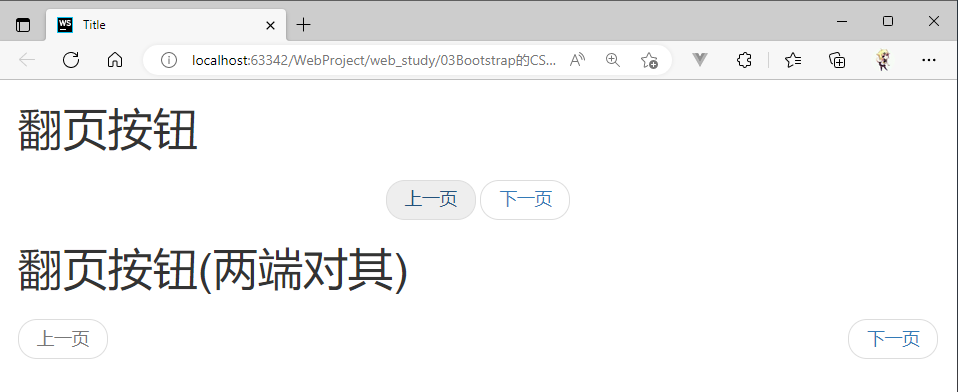 WS
Title
localhost:63342/WebProject/web_study/03Bootstrap的CS...
翻页按钮
上一页 下一页
翻页按钮(两端对其)
上一页 下一页